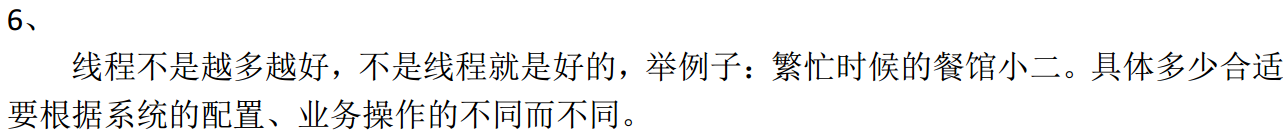 6、
线程不是越多越好，不是线程就是好的，举例子：繁忙时候的餐馆小二。具体多少合适
要根据系统的配置、业务操作的不同而不同。